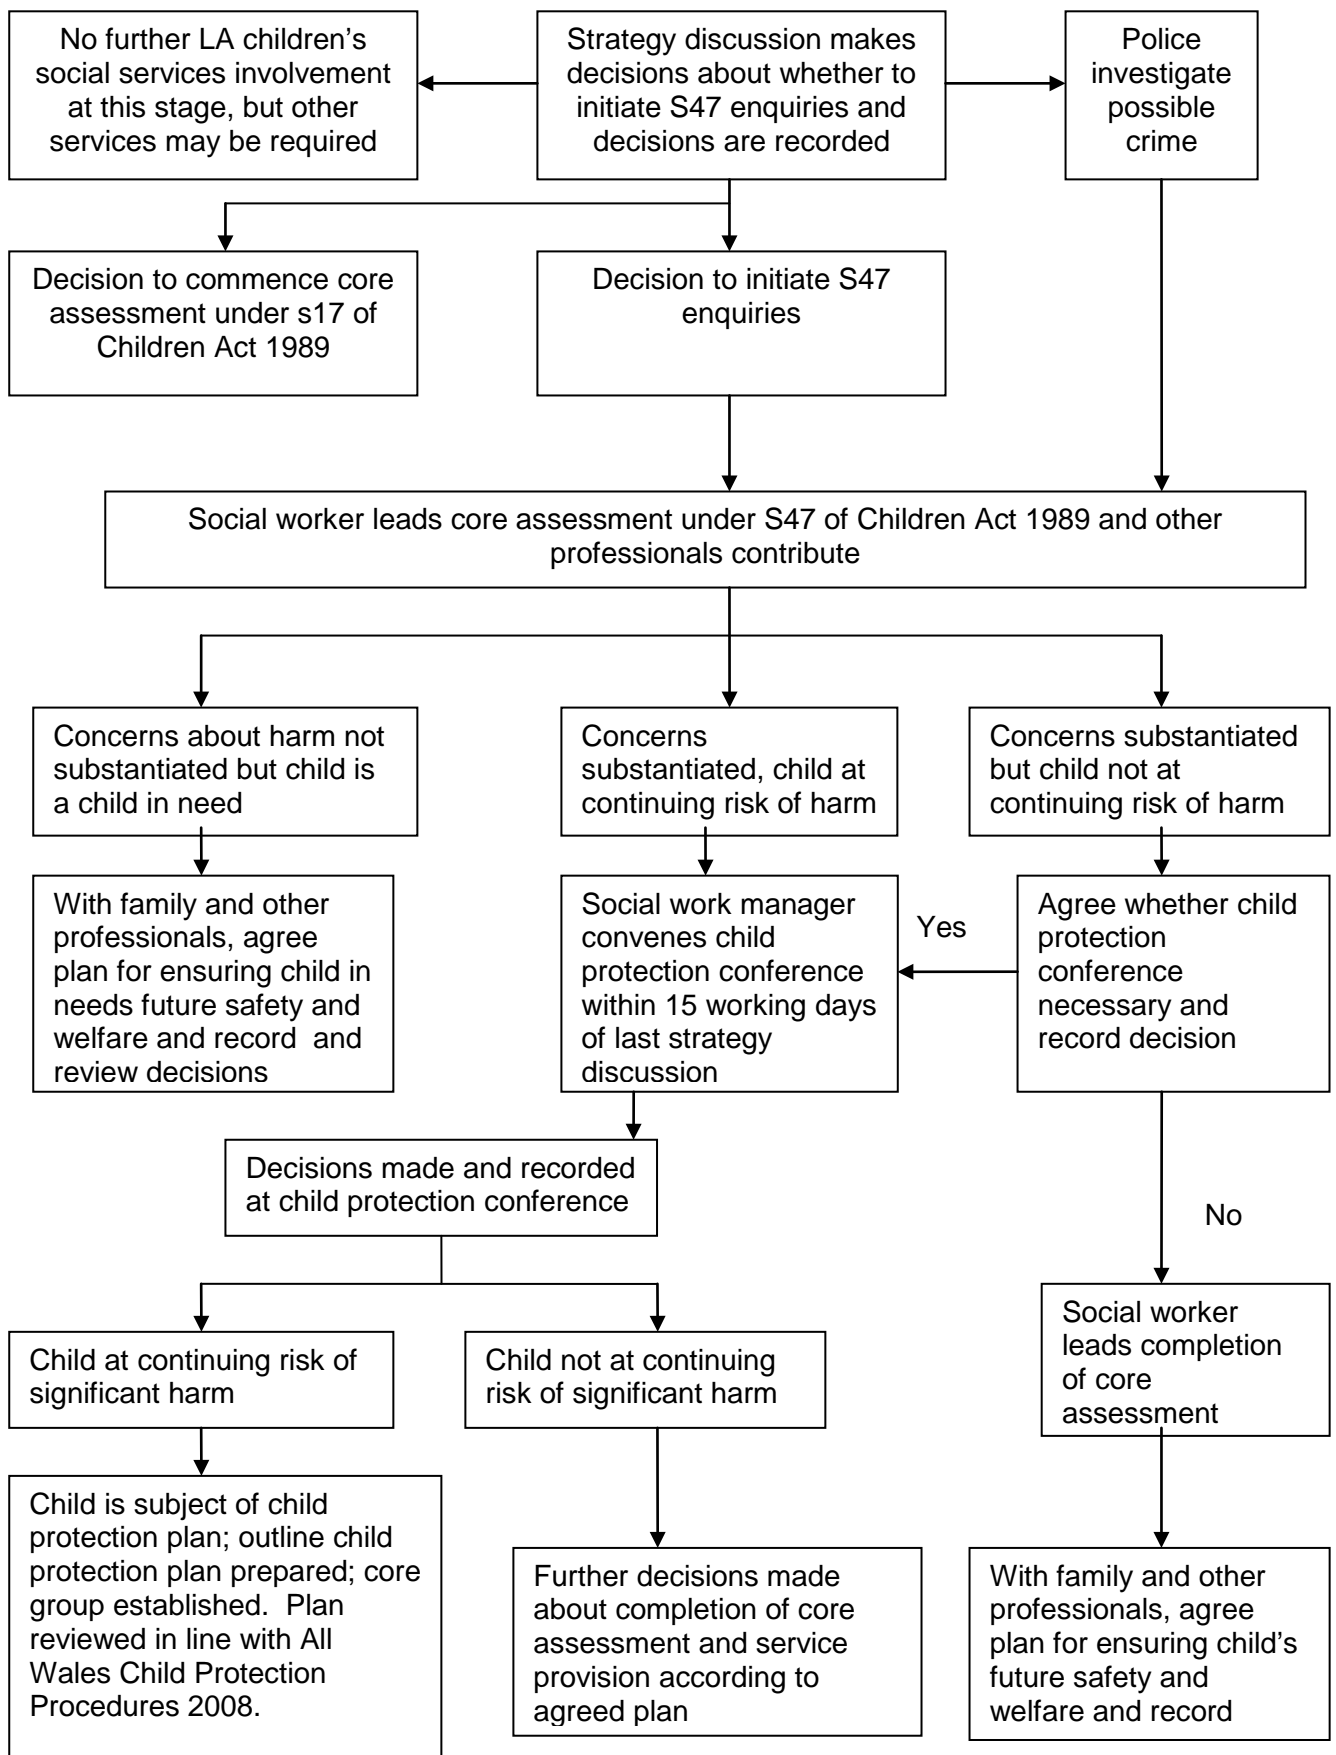 No further LA children's
social services involvement
at this stage, but other
services may be required
Strategy discussion makes
decisions about whether to
initiate S47 enquiries and
decisions are recorded
Police
investigate
possible
crime
Decision to commence core
assessment under s17 of
Children Act 1989
Decision to initiate S47
enquiries
Social worker leads core assessment under S47 of Children Act 1989 and other
professionals contribute
Concerns about harm not
substantiated but child is
a child in need
Concerns
substantiated, child at
continuing risk of harm
Concerns substantiated
but child not at
continuing risk of harm
With family and other
professionals, agree
plan for ensuring child in
needs future safety and
welfare and record  and
review decisions
Social work manager
convenes child
protection conference
within 15 working days
of last strategy
discussion
Yes
Agree whether child
protection
conference
necessary and
record decision
Decisions made and recorded
at child protection conference
No
Child at continuing risk of
significant harm
Child not at continuing
risk of significant harm
Social worker
leads completion
of core
assessment
Child is subject of child
protection plan; outline child
protection plan prepared; core
group established.  Plan
reviewed in line with All
Wales Child Protection
Procedures 2008.
Further decisions made
about completion of core
assessment and service
provision according to
agreed plan
With family and other
professionals, agree
plan for ensuring child's
future safety and
welfare and record